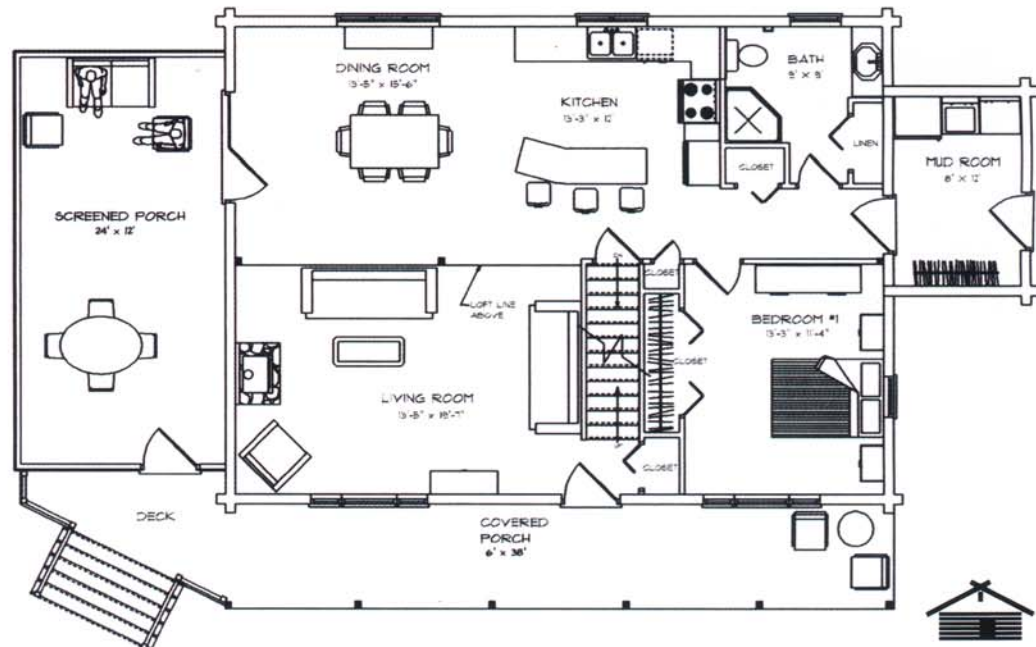 DINING ROOM
13'-5" x 15'-6"
KITCHEN
13'-3" x 12'
BATH
9' x 9'
LINEN
CLOSET
MUD ROOM
8' x 12'
SCREENED PORCH
24' x 12'
LOFT LINE
ABOVE
CLOSET
BEDROOM #1
13'-3" x 11'-4"
CLOSET
LIVING ROOM
CLOSET
DECK
COVERED
PORCH
6' x 38'